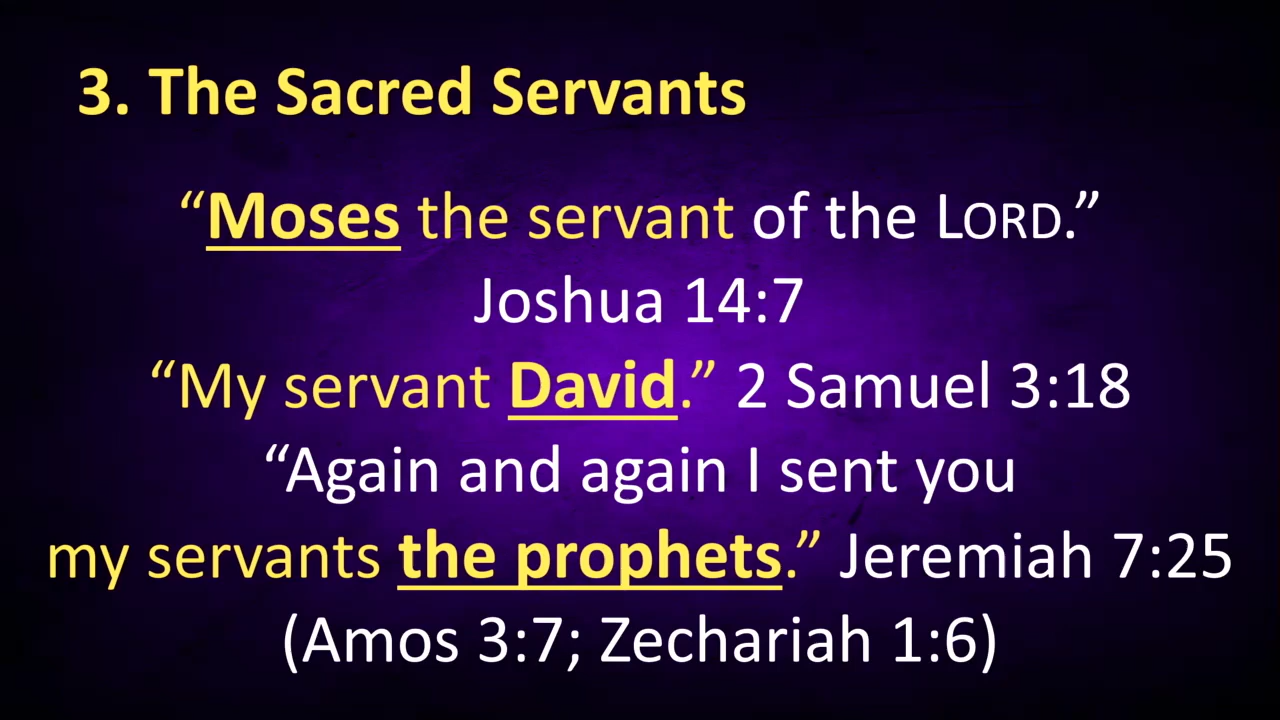 3. The Sacred Servants
“Moses the servant of the LORD.”
Joshua 14:7
“My servant David.” 2 Samuel 3:18
“Again and again I sent you
my servants the prophets.” Jeremiah 7:25
(Amos 3:7; Zechariah 1:6)